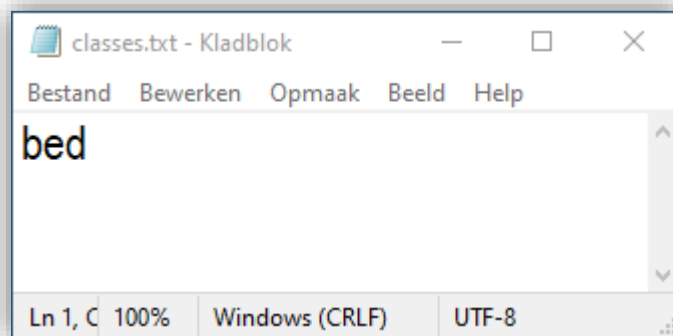 classes.txt - Kladblok
Bestand Bewerken Opmaak Beeld Help
bed
Ln 1, C 100% Windows (CRLF) UTF-8